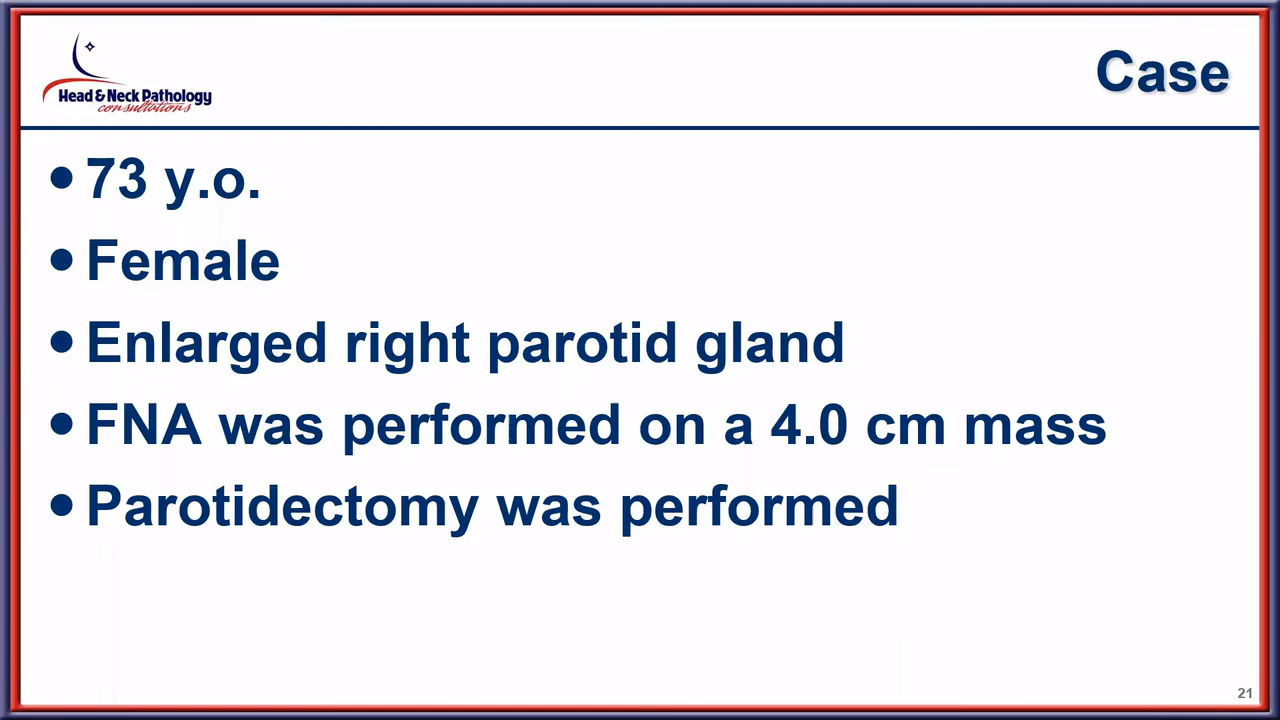 Head & Neck Pathology
consultations
Case
• 73 y.o.
• Female
• Enlarged right parotid gland
• FNA was performed on a 4.0 cm mass
• Parotidectomy was performed
21